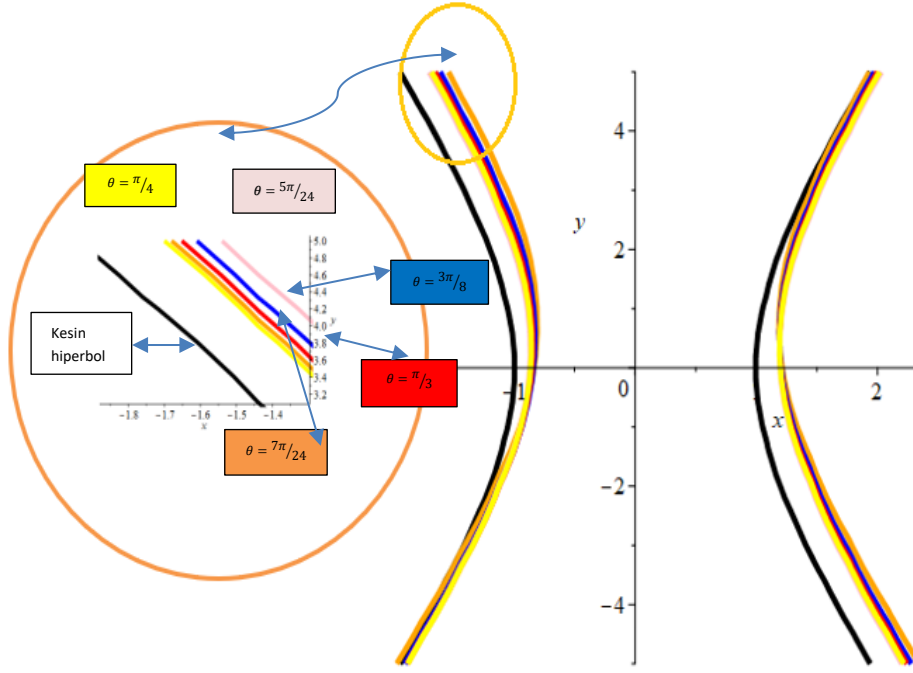 4
y
2
θ = π/4
θ = 5π/24
5.0
4.8
4.6
4.4
4.2
4.0
y
3.8
3.6
3.4
3.2
θ = 3π/8
Kesin
hiperbol
θ = π/3
−1.8
−1.7
−1.6
−1.5
−1.4
x
θ = 7π/24
−1
0
2
x
−2
−4